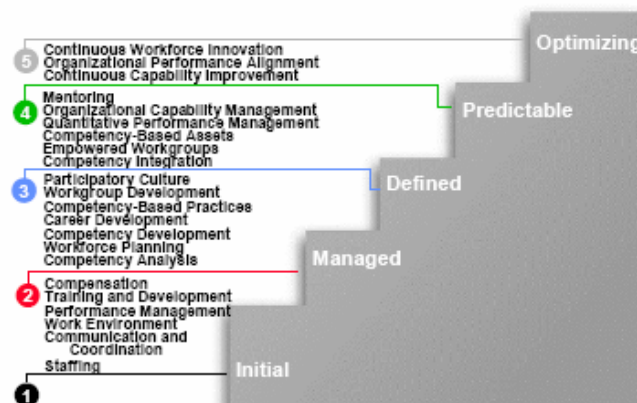 Optimizing
5
Continuous Workforce Innovation
Organizational Performance Alignment
Continuous Capability Improvement
Predictable
4
Mentoring
Organizational Capability Management
Quantitative Performance Management
Competency-Based Assets
Empowered Workgroups
Competency Integration
Defined
3
Participatory Culture
Workgroup Development
Competency-Based Practices
Career Development
Competency Development
Workforce Planning
Competency Analysis
Managed
2
Compensation
Training and Development
Performance Management
Work Environment
Communication and
Coordination
Staffing
Initial
1